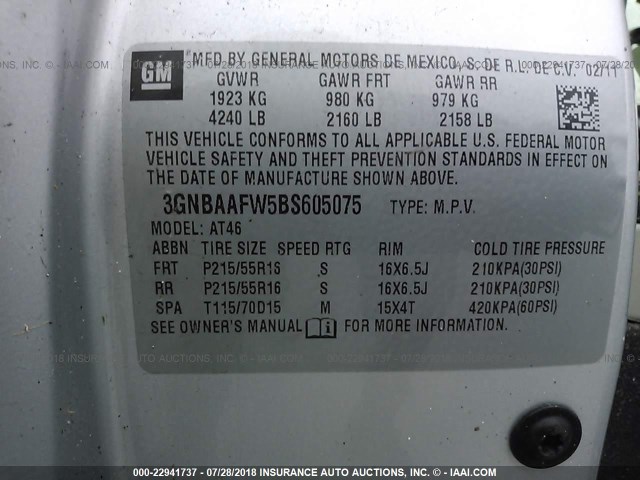 GM
MFD BY GENERAL MOTORS DE MEXICO, S. DE R.L. DE C.V. 02/11
GVWR GAWR FRT GAWR RR
1923 KG 980 KG 979 KG
4240 LB 2160 LB 2158 LB
THIS VEHICLE CONFORMS TO ALL APPLICABLE U.S. FEDERAL MOTOR
VEHICLE SAFETY AND THEFT PREVENTION STANDARDS IN EFFECT ON
THE DATE OF MANUFACTURE SHOWN ABOVE.
3GNBAAFW5BS605075 TYPE: M.P.V.
MODEL: AT46
ABBN TIRE SIZE SPEED RTG RIM COLD TIRE PRESSURE
FRT P215/55R16 S 16X6.5J 210KPA(30PSI)
RR P215/55R16 S 16X6.5J 210KPA(30PSI)
SPA T115/70D15 M 15X4T 420KPA(60PSI)
SEE OWNER'S MANUAL FOR MORE INFORMATION.
000-22941737 - 07/28/2018 INSURANCE AUTO AUCTIONS, INC. - IAAI.COM